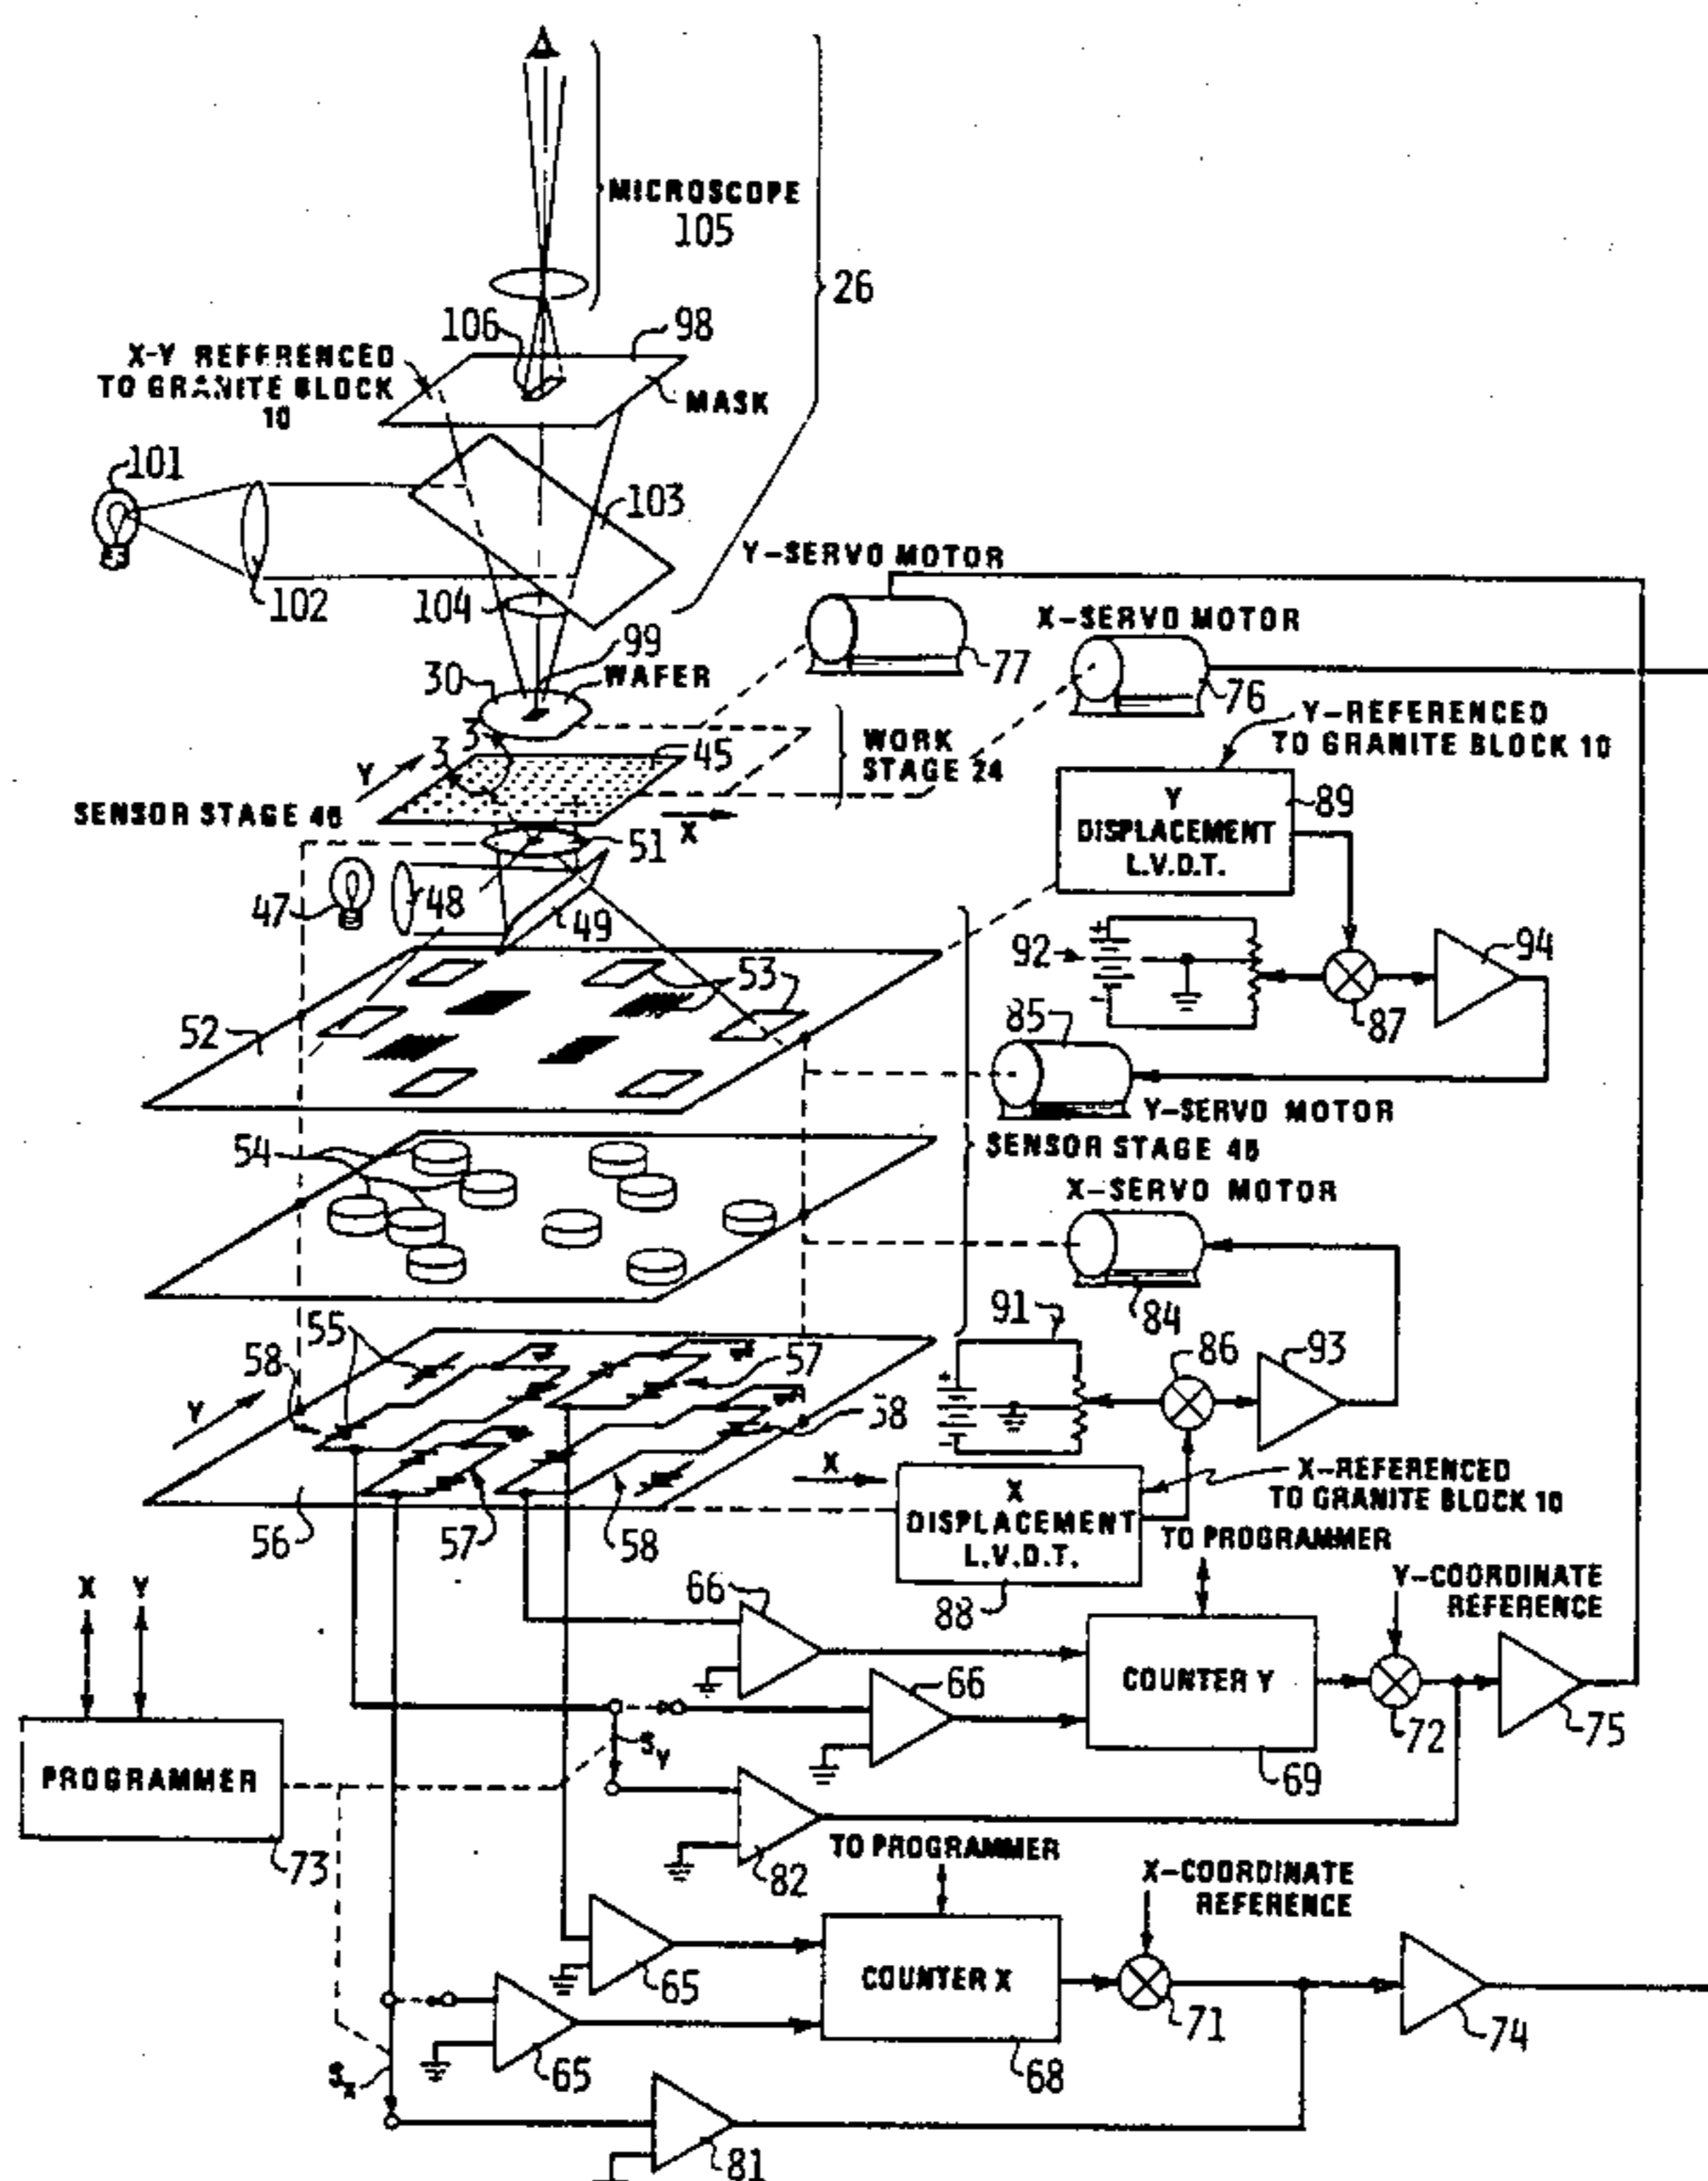 MICROSCOPE
105
26
106
98
X-Y REFERENCED
TO GRANITE BLOCK
10
MASK
101
103
102
104
Y-SERVO MOTOR
X-SERVO MOTOR
99
30
WAFER
77
76
3
3
45
Y
WORK
STAGE 24
Y-REFERENCED
TO GRANITE BLOCK 10
SENSOR STAGE 46
X
51
Y
DISPLACEMENT
L.V.D.T.
89
47
48
49
92
+
-
94
87
53
52
85
Y-SERVO MOTOR
54
SENSOR STAGE 46
X-SERVO MOTOR
84
91
86
93
55
58
57
58
Y
+
-
X
X
DISPLACEMENT
L.V.D.T.
X-REFERENCED
TO GRANITE BLOCK 10
56
57
58
88
TO PROGRAMMER
66
Y-COORDINATE
REFERENCE
X
Y
COUNTER Y
66
72
75
69
PROGRAMMER
73
Sy
82
TO PROGRAMMER
X-COORDINATE
REFERENCE
65
COUNTER X
71
74
65
68
Sx
81